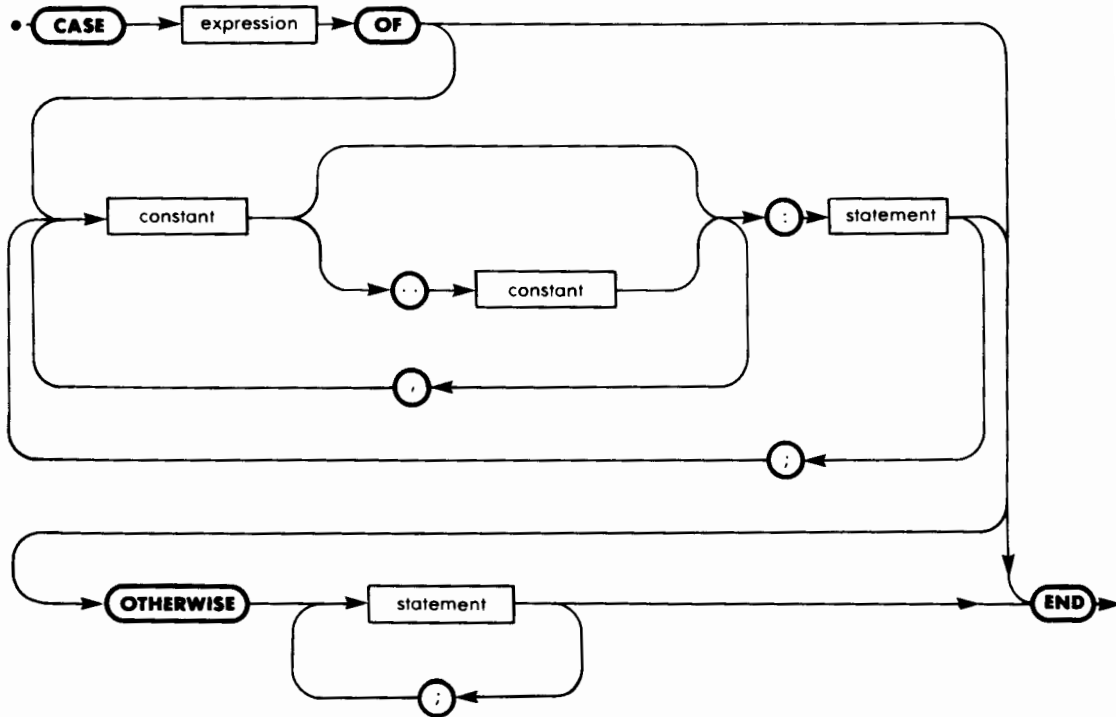 CASE expression OF
constant : statement
.. constant
,
;
OTHERWISE statement END
;